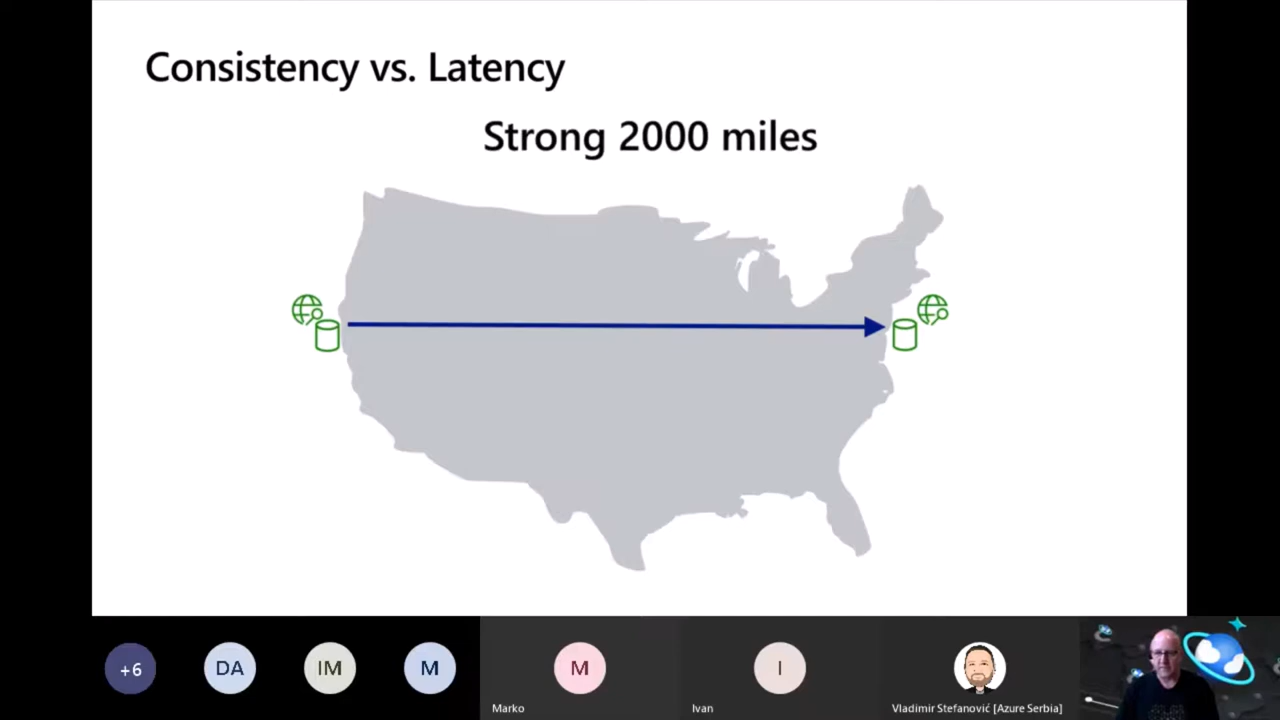 Consistency vs. Latency
Strong 2000 miles
+6
DA
IM
M
M
I
Marko
Ivan
Vladimir Stefanović [Azure Serbia]